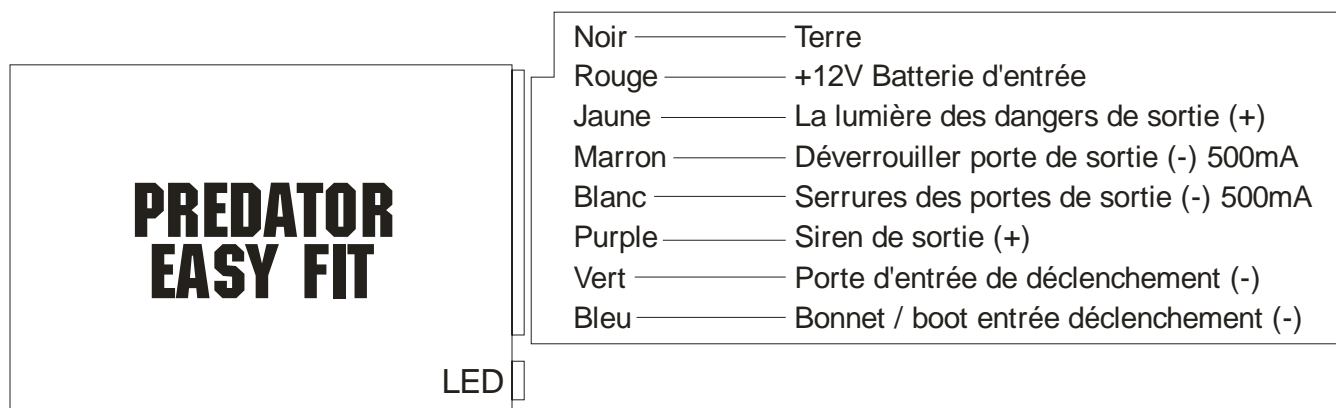 Noir Terre
Rouge +12V Batterie d'entrée
Jaune La lumière des dangers de sortie (+)
Marron Déverrouiller porte de sortie (-) 500mA
Blanc Serrures des portes de sortie (-) 500mA
Purple Siren de sortie (+)
Vert Porte d'entrée de déclenchement (-)
Bleu Bonnet / boot entrée déclenchement (-)
PREDATOR
EASY FIT
LED